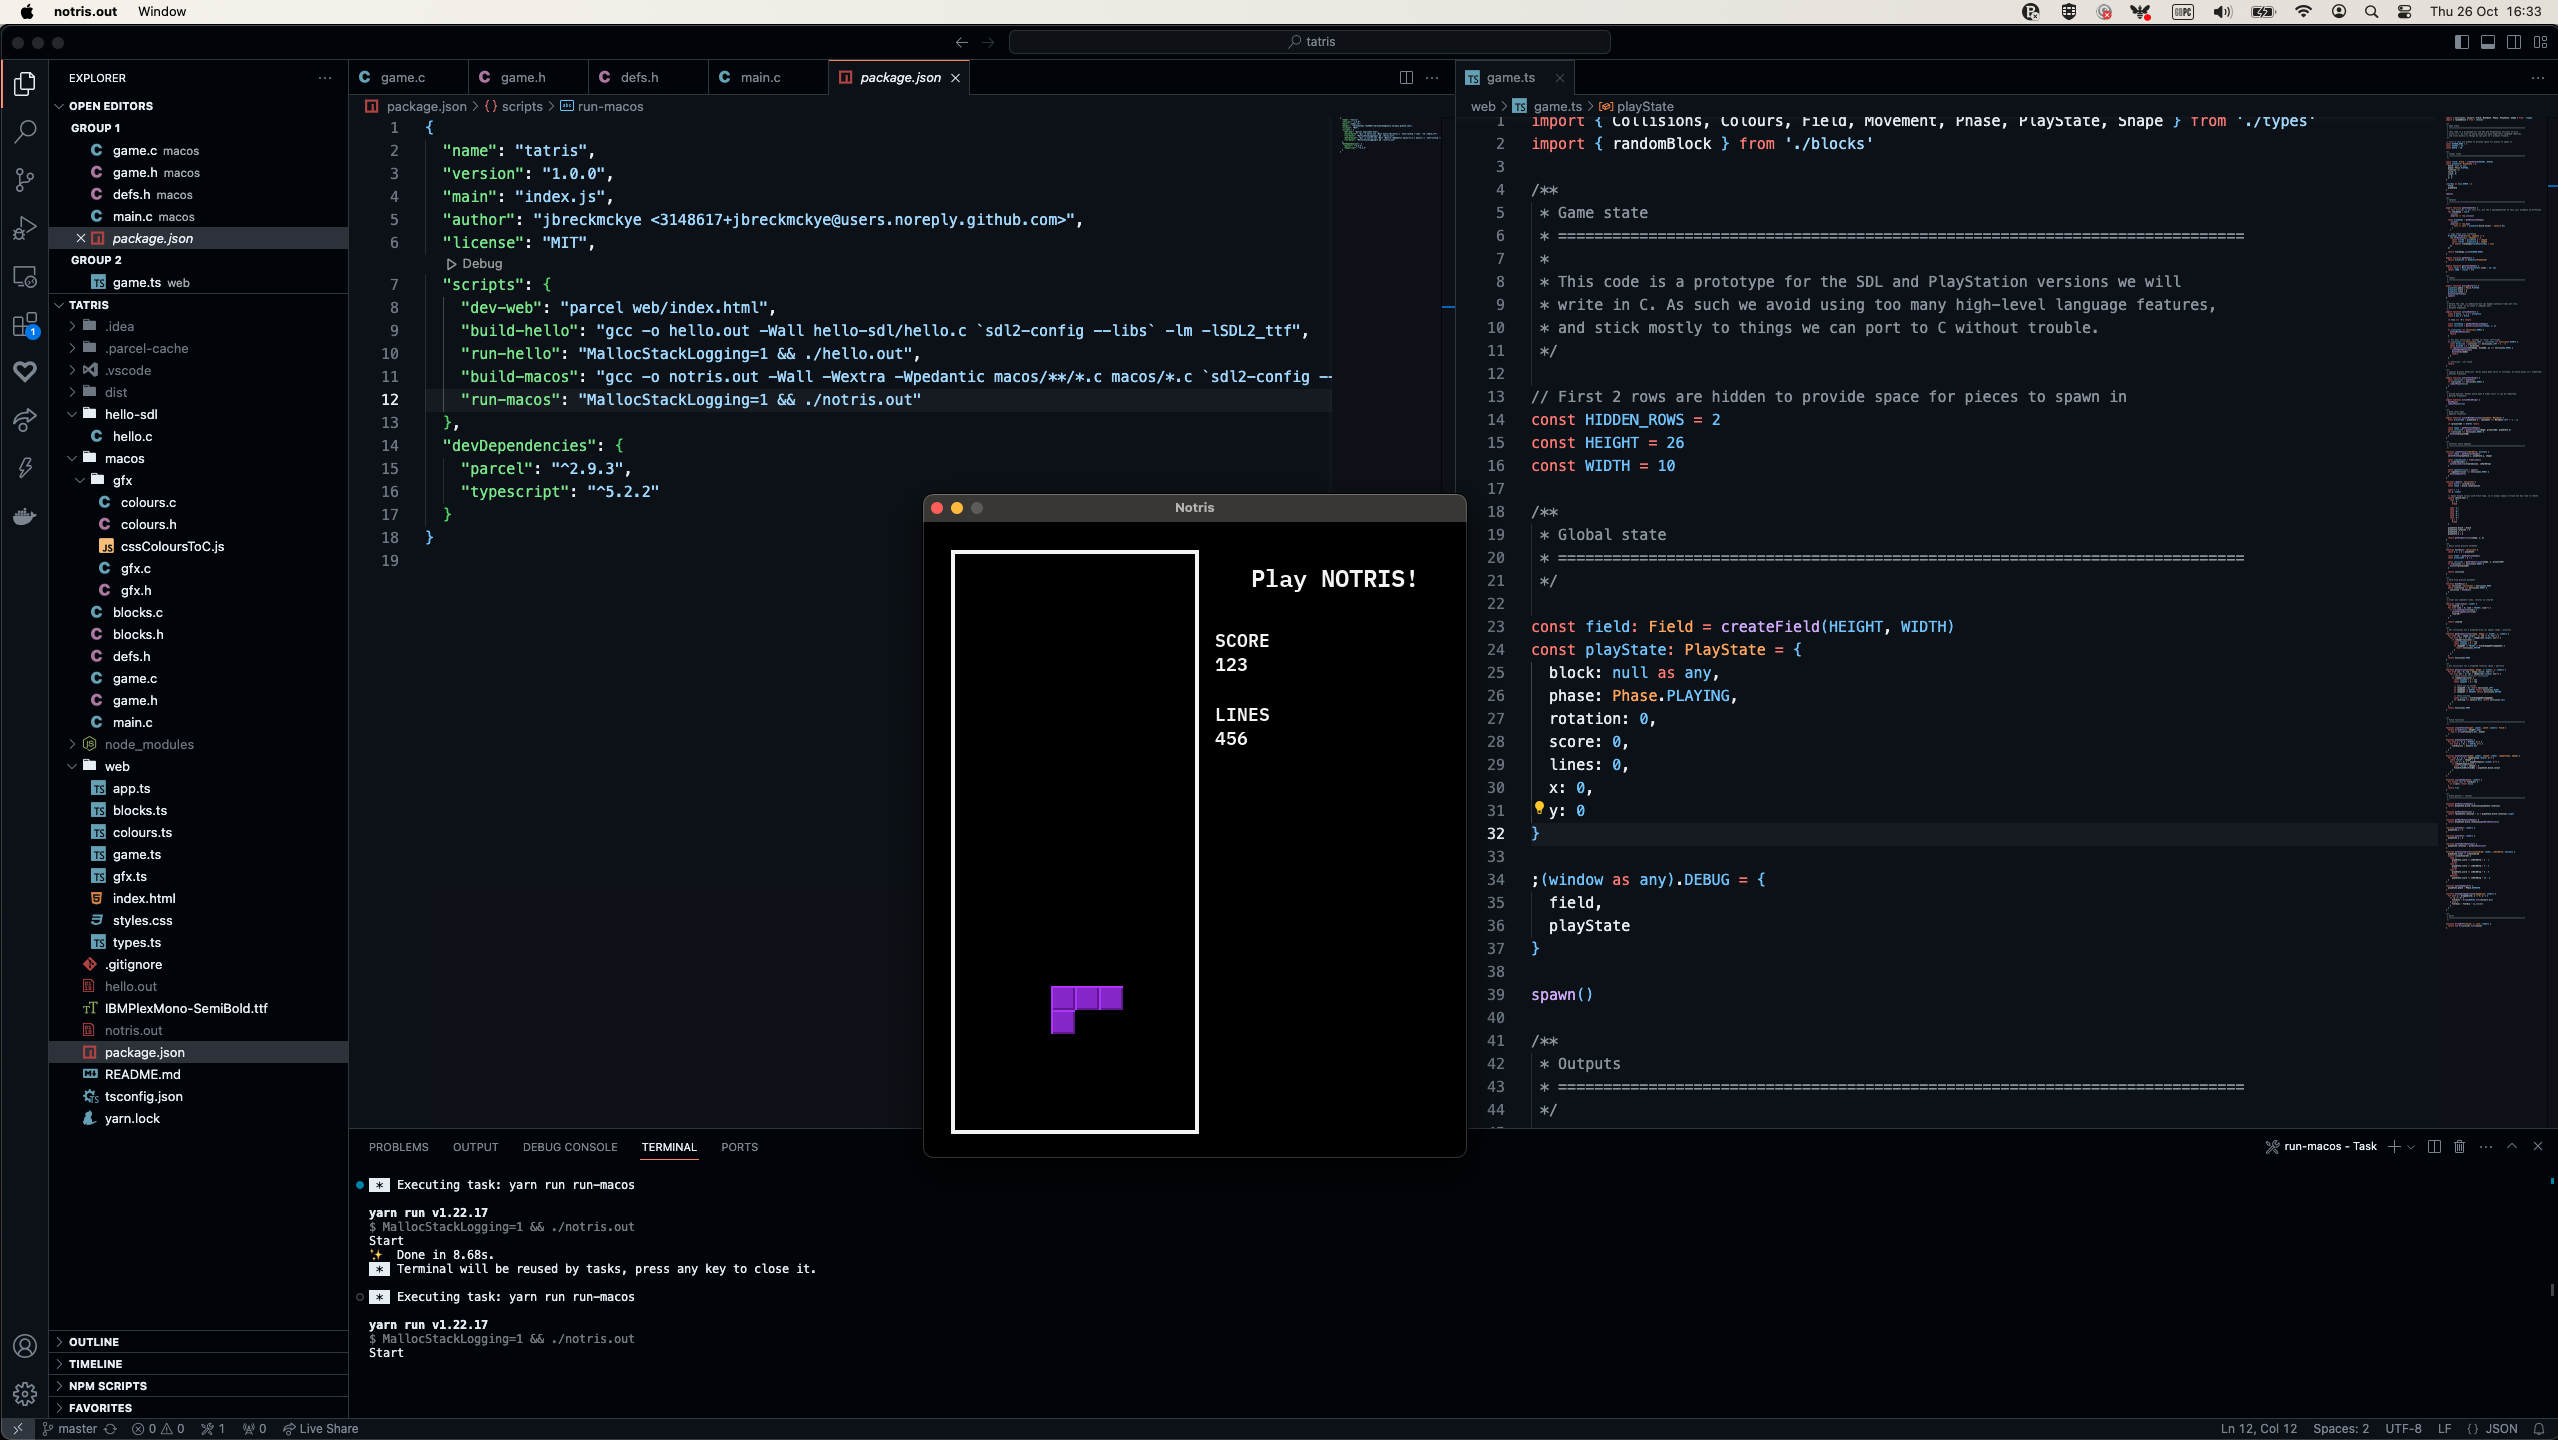 notris.out Window
Thu 26 Oct 16:33
tatris
EXPLORER
OPEN EDITORS
GROUP 1
game.c macos
game.h macos
defs.h macos
main.c macos
package.json
GROUP 2
game.ts web
TATRIS
.idea
.parcel-cache
.vscode
dist
hello-sdl
hello.c
macos
gfx
colours.c
colours.h
cssColoursToC.js
gfx.c
gfx.h
blocks.c
blocks.h
defs.h
game.c
game.h
main.c
node_modules
web
app.ts
blocks.ts
colours.ts
game.ts
gfx.ts
index.html
styles.css
types.ts
.gitignore
hello.out
IBMPlexMono-SemiBold.ttf
notris.out
package.json
README.md
tsconfig.json
yarn.lock
OUTLINE
TIMELINE
NPM SCRIPTS
FAVORITES
game.c game.h defs.h main.c package.json
package.json > {} scripts > run-macos
1 {
2 "name": "tatris",
3 "version": "1.0.0",
4 "main": "index.js",
5 "author": "jbreckmckye <3148617+jbreckmckye@users.noreply.github.com>",
6 "license": "MIT",
Debug
7 "scripts": {
8 "dev-web": "parcel web/index.html",
9 "build-hello": "gcc -o hello.out -Wall hello-sdl/hello.c `sdl2-config --libs` -lm -lSDL2_ttf",
10 "run-hello": "MallocStackLogging=1 && ./hello.out",
11 "build-macos": "gcc -o notris.out -Wall -Wextra -Wpedantic macos/**/*.c macos/*.c `sdl2-config --
12 "run-macos": "MallocStackLogging=1 && ./notris.out"
13 },
14 "devDependencies": {
15 "parcel": "^2.9.3",
16 "typescript": "^5.2.2"
17 }
18 }
19
game.ts
web > TS game.ts > playState
1 import { Collisions, Colours, Field, Movement, Phase, PlayState, Shape } from './types'
2 import { randomBlock } from './blocks'
3
4 /**
5 * Game state
6 * ============================================================================
7 *
8 * This code is a prototype for the SDL and PlayStation versions we will
9 * write in C. As such we avoid using too many high-level language features,
10 * and stick mostly to things we can port to C without trouble.
11 */
12
13 // First 2 rows are hidden to provide space for pieces to spawn in
14 const HIDDEN_ROWS = 2
15 const HEIGHT = 26
16 const WIDTH = 10
17
18 /**
19 * Global state
20 * ============================================================================
21 */
22
23 const field: Field = createField(HEIGHT, WIDTH)
24 const playState: PlayState = {
25 block: null as any,
26 phase: Phase.PLAYING,
27 rotation: 0,
28 score: 0,
29 lines: 0,
30 x: 0,
31 y: 0
32 }
33
34 ;(window as any).DEBUG = {
35 field,
36 playState
37 }
38
39 spawn()
40
41 /**
42 * Outputs
43 * ============================================================================
44 */
Notris
Play NOTRIS!
SCORE
123
LINES
456
PROBLEMS OUTPUT DEBUG CONSOLE TERMINAL PORTS
run-macos - Task
* Executing task: yarn run run-macos
yarn run v1.22.17
$ MallocStackLogging=1 && ./notris.out
Start
✨ Done in 8.68s.
* Terminal will be reused by tasks, press any key to close it.
* Executing task: yarn run run-macos
yarn run v1.22.17
$ MallocStackLogging=1 && ./notris.out
Start
master 0 0 1 0 Live Share
Ln 12, Col 12 Spaces: 2 UTF-8 LF {} JSON